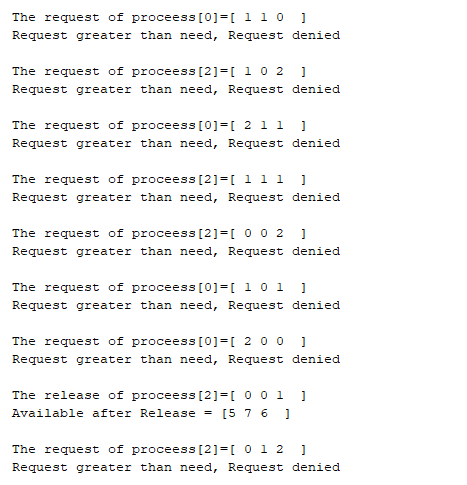 The request of proceess[0]=[ 1 1 0  ]
Request greater than need, Request denied
The request of proceess[2]=[ 1 0 2  ]
Request greater than need, Request denied
The request of proceess[0]=[ 2 1 1  ]
Request greater than need, Request denied
The request of proceess[2]=[ 1 1 1  ]
Request greater than need, Request denied
The request of proceess[2]=[ 0 0 2  ]
Request greater than need, Request denied
The request of proceess[0]=[ 1 0 1  ]
Request greater than need, Request denied
The request of proceess[0]=[ 2 0 0  ]
Request greater than need, Request denied
The release of proceess[2]=[ 0 0 1  ]
Available after Release = [5 7 6  ]
The request of proceess[2]=[ 0 1 2  ]
Request greater than need, Request denied